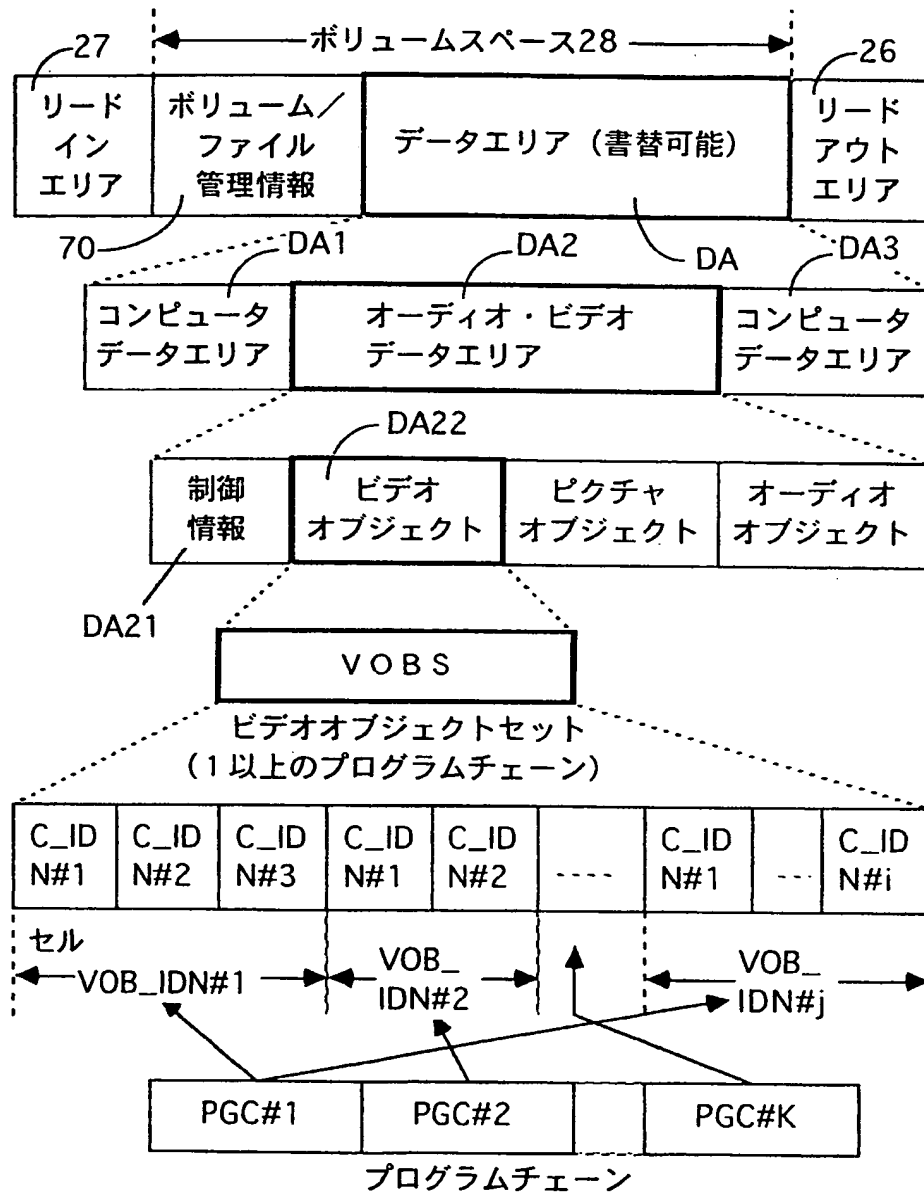 ボリュームスペース28
27
26
リード
イン
エリア
ボリューム／
ファイル
管理情報
データエリア（書替可能）
リード
アウト
エリア
70
DA1
DA2
DA
DA3
コンピュータ
データエリア
オーディオ・ビデオ
データエリア
コンピュータ
データエリア
DA22
制御
情報
ビデオ
オブジェクト
ピクチャ
オブジェクト
オーディオ
オブジェクト
DA21
VOBS
ビデオオブジェクトセット
（1以上のプログラムチェーン）
C_ID
N#1
C_ID
N#2
C_ID
N#3
C_ID
N#1
C_ID
N#2
-----
C_ID
N#1
---
C_ID
N#i
セル
VOB_IDN#1
VOB_
IDN#2
VOB_
IDN#j
PGC#1
PGC#2
PGC#K
プログラムチェーン